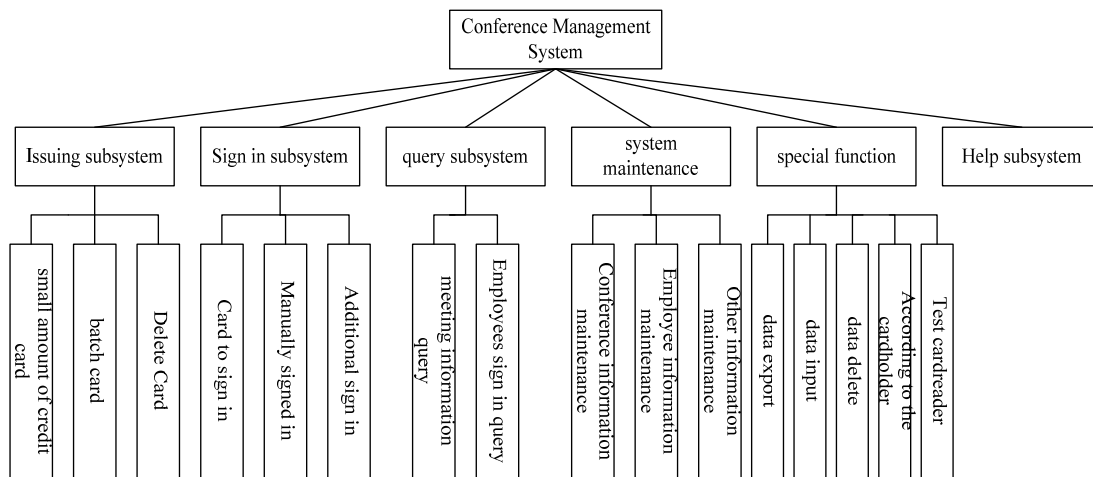 Conference Management
System
Issuing subsystem
Sign in subsystem
query subsystem
system
maintenance
special function
Help subsystem
small amount of credit
card
batch card
Delete Card
Card to sign in
Manually signed in
Additional sign in
meeting information
query
Employees sign in query
Conference information
maintenance
Employee information
maintenance
Other information
maintenance
data export
data input
data delete
According to the
cardholder
Test cardreader